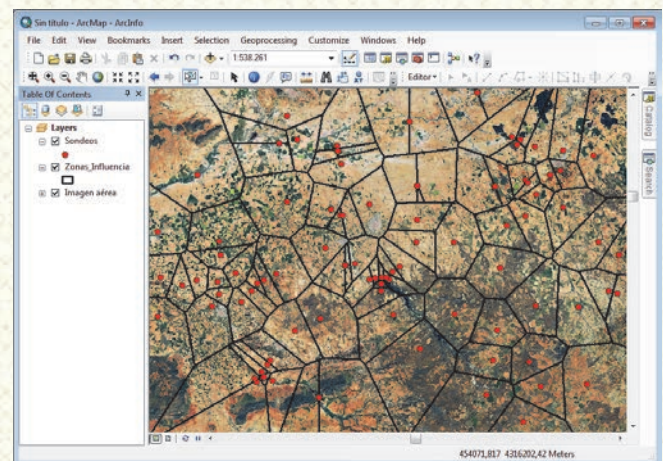 Sin título - ArcMap - ArcInfo
File Edit View Bookmarks Insert Selection Geoprocessing Customize Windows Help
1:538.261
Editor
Table Of Contents
Layers
Sondeos
Zonas_Influencia
Imagen aérea
Catalog
Search
454071,817 4316202,42 Meters